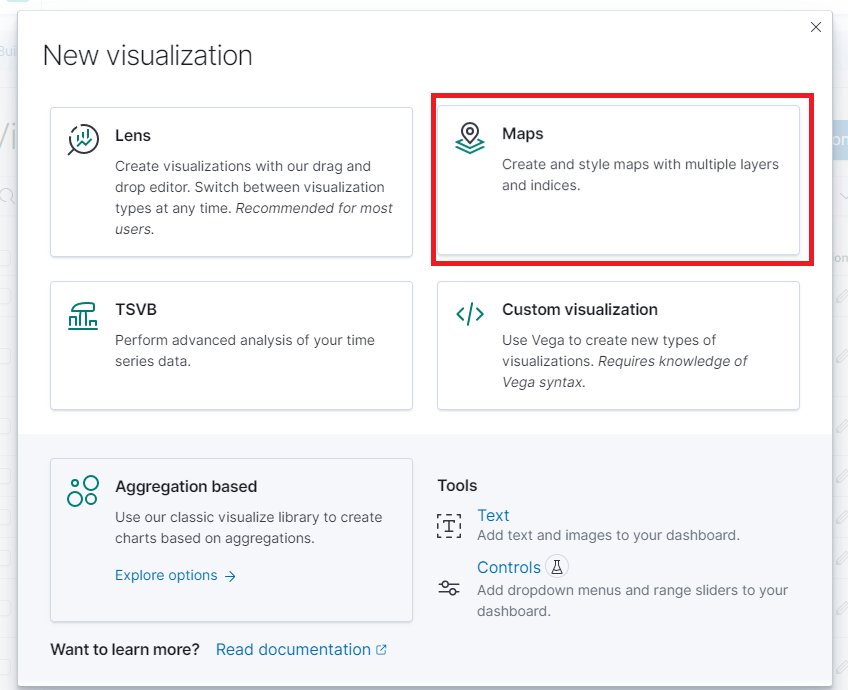 New visualization
Lens
Create visualizations with our drag and
drop editor. Switch between visualization
types at any time. Recommended for most
users.
Maps
Create and style maps with multiple layers
and indices.
TSVB
Perform advanced analysis of your time
series data.
Custom visualization
Use Vega to create new types of
visualizations. Requires knowledge of
Vega syntax.
Aggregation based
Use our classic visualize library to create
charts based on aggregations.
Explore options
Tools
Text
Add text and images to your dashboard.
Controls
Add dropdown menus and range sliders to your
dashboard.
Want to learn more? Read documentation